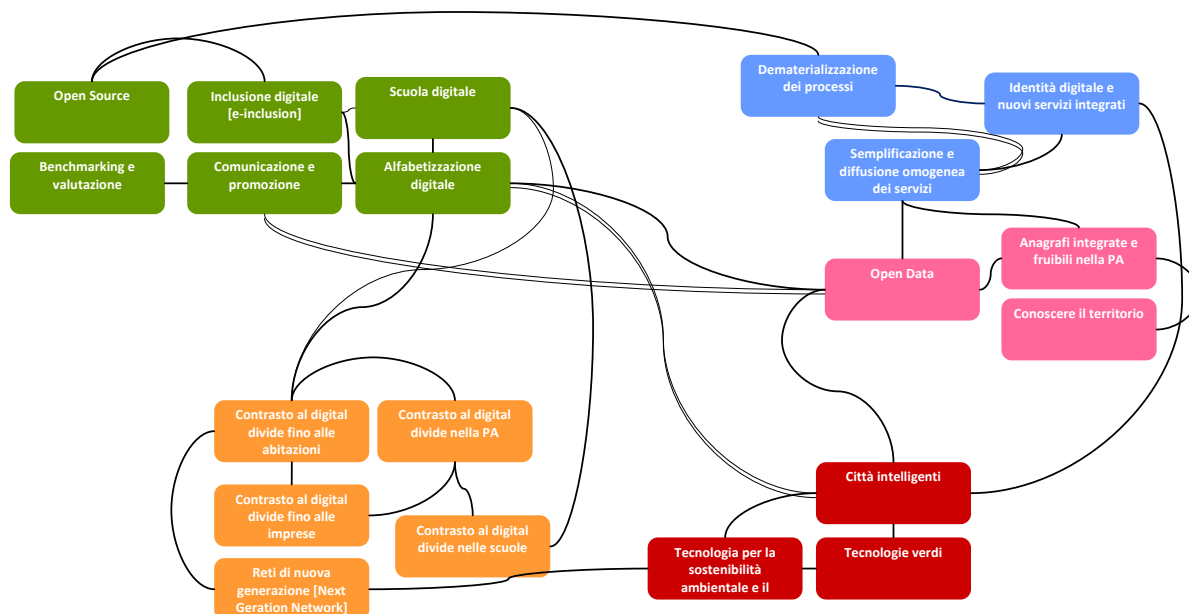 Open Source
Inclusione digitale
[e-inclusion]
Scuola digitale
Benchmarking e
valutazione
Comunicazione e
promozione
Alfabetizzazione
digitale
Dematerializzazione
dei processi
Identità digitale e
nuovi servizi integrati
Semplificazione e
diffusione omogenea
dei servizi
Open Data
Anagrafi integrate e
fruibili nella PA
Conoscere il territorio
Contrasto al digital
divide fino alle
abitazioni
Contrasto al digital
divide nella PA
Contrasto al digital
divide fino alle
imprese
Contrasto al digital
divide nelle scuole
Reti di nuova
generazione [Next
Geration Network]
Città intelligenti
Tecnologia per la
sostenibilità
ambientale e il
Tecnologie verdi